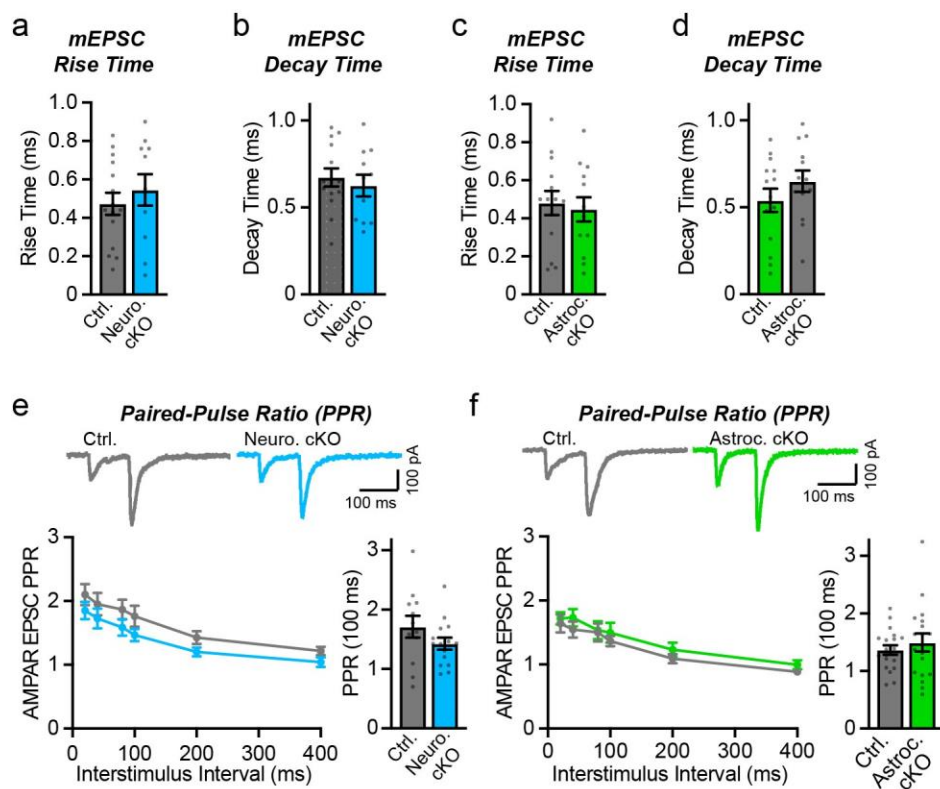 a
mEPSC
Rise Time
Rise Time (ms)
1.0
0.8
0.6
0.4
0.2
0
Ctrl.
Neuro.
cKO
b
mEPSC
Decay Time
Decay Time (ms)
1.0
0.5
0
Ctrl.
Neuro.
cKO
c
mEPSC
Rise Time
Rise Time (ms)
1.0
0.8
0.6
0.4
0.2
0
Ctrl.
Astroc.
cKO
d
mEPSC
Decay Time
Decay Time (ms)
1.0
0.5
0
Ctrl.
Astroc.
cKO
e
Paired-Pulse Ratio (PPR)
Ctrl.
Neuro. cKO
100 pA
100 ms
AMPAR EPSC PPR
3
2
1
0
0 100 200 300 400
Interstimulus Interval (ms)
PPR (100 ms)
3
2
1
0
Ctrl.
Neuro.
cKO
f
Paired-Pulse Ratio (PPR)
Ctrl.
Astroc. cKO
100 pA
100 ms
AMPAR EPSC PPR
3
2
1
0
0 100 200 300 400
Interstimulus Interval (ms)
PPR (100 ms)
3
2
1
0
Ctrl.
Astroc.
cKO